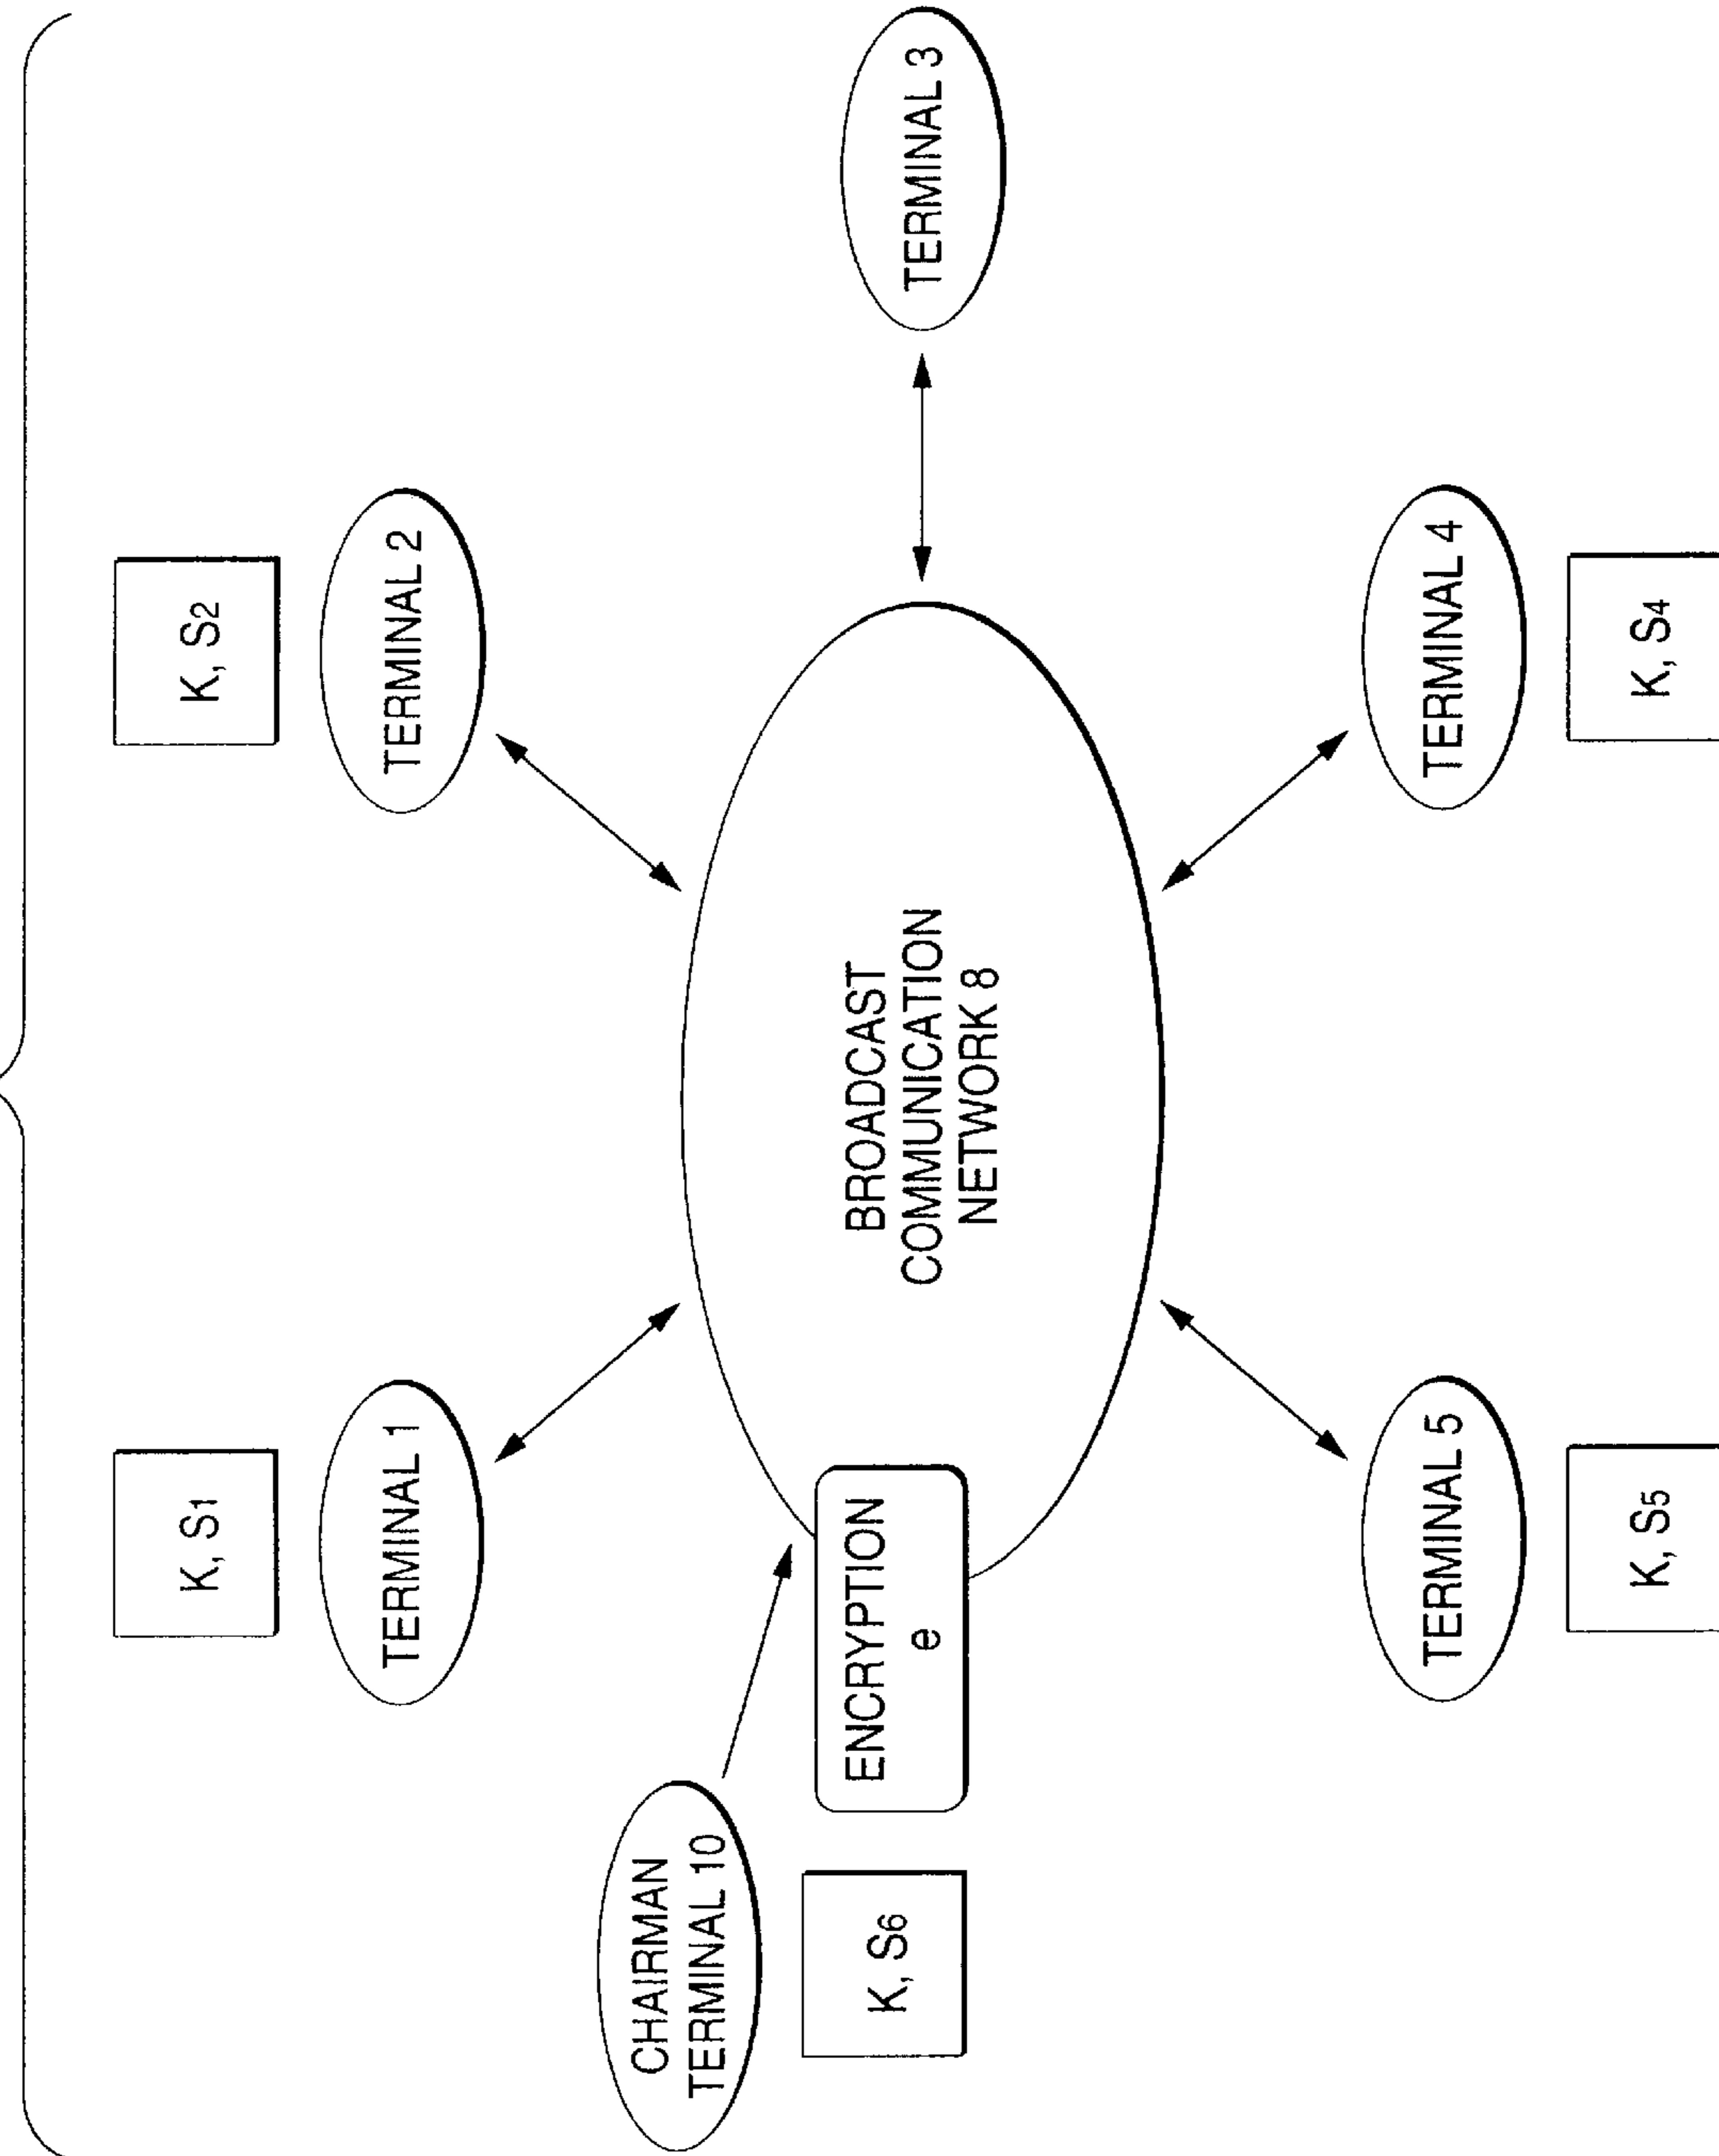 K, S1
TERMINAL 1
K, S2
TERMINAL 2
CHAIRMAN
TERMINAL 10
K, S6
ENCRYPTION
e
BROADCAST
COMMUNICATION
NETWORK 8
TERMINAL 3
TERMINAL 5
K, S5
TERMINAL 4
K, S4